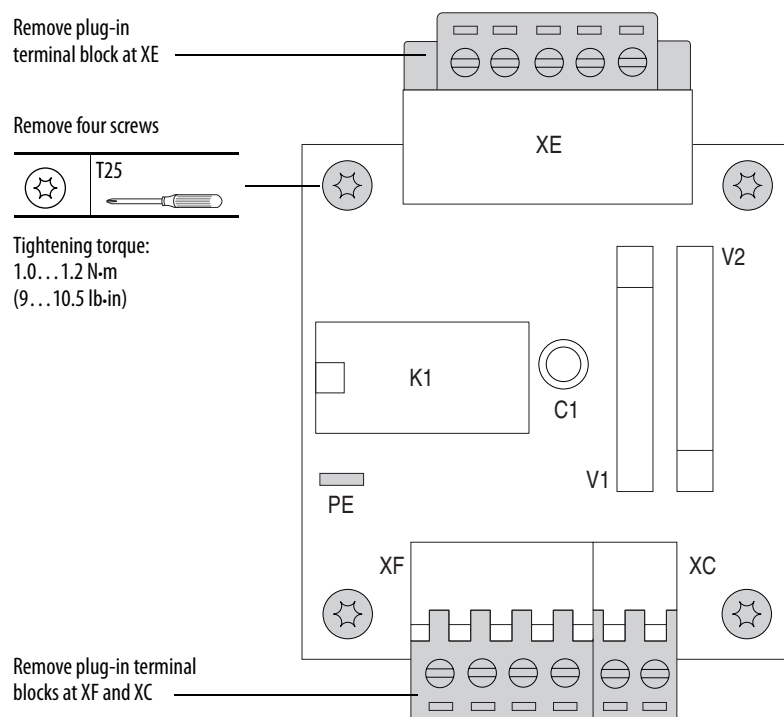 Remove plug-in
terminal block at XE
Remove four screws
T25
Tightening torque:
1.0...1.2 N•m
(9...10.5 lb•in)
XE
V2
K1
C1
V1
PE
XF
XC
Remove plug-in terminal
blocks at XF and XC